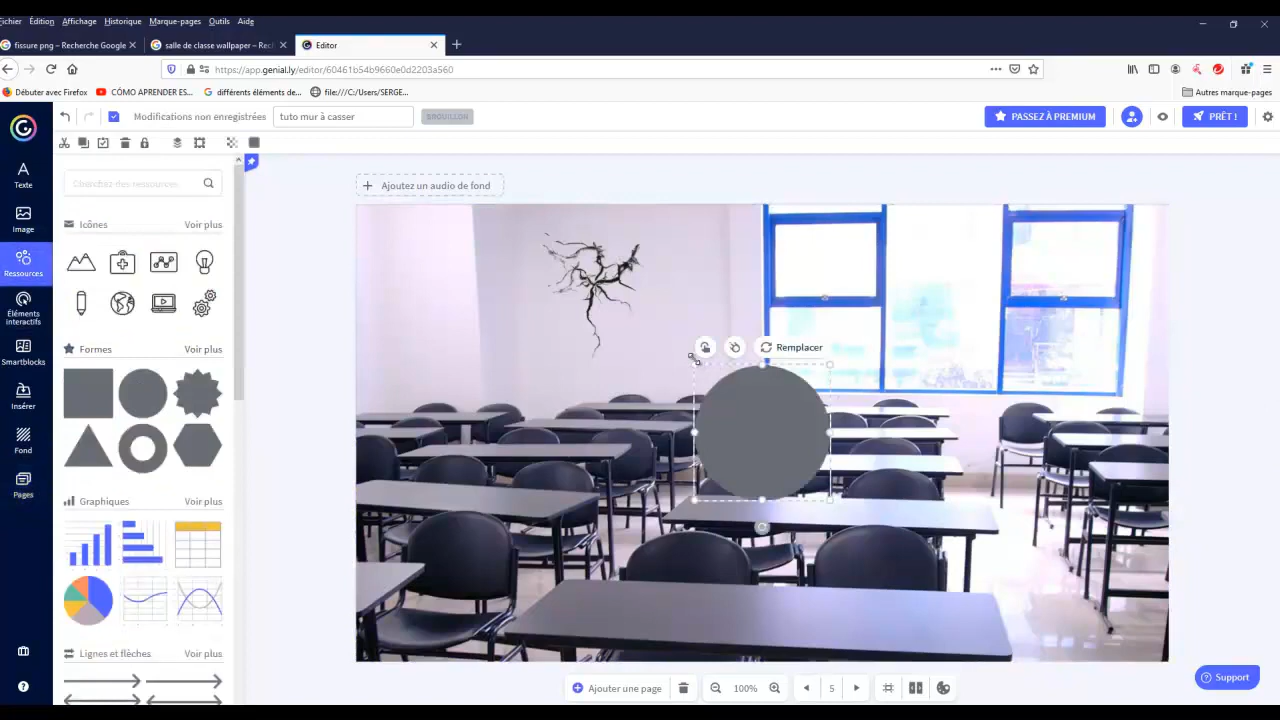 Fichier Édition Affichage Historique Marque-pages Outils Aide
fissure png – Recherche Google
salle de classe wallpaper – Rec
Editor
https://app.genial.ly/editor/60461b54b9660e0d2203a560
Débuter avec Firefox
CÓMO APRENDER ES...
différents éléments de...
file:///C:/Users/SERGE...
Autres marque-pages
Modifications non enregistrées
tuto mur à casser
BROUILLON
PASSEZ À PREMIUM
PRÊT !
Texte
Image
Ressources
Éléments
interactifs
Smartblocks
Insérer
Fond
Pages
Cherchez des ressources
Icônes Voir plus
Formes Voir plus
Graphiques Voir plus
Lignes et flèches Voir plus
Ajoutez un audio de fond
Remplacer
Ajouter une page
100%
5
Support